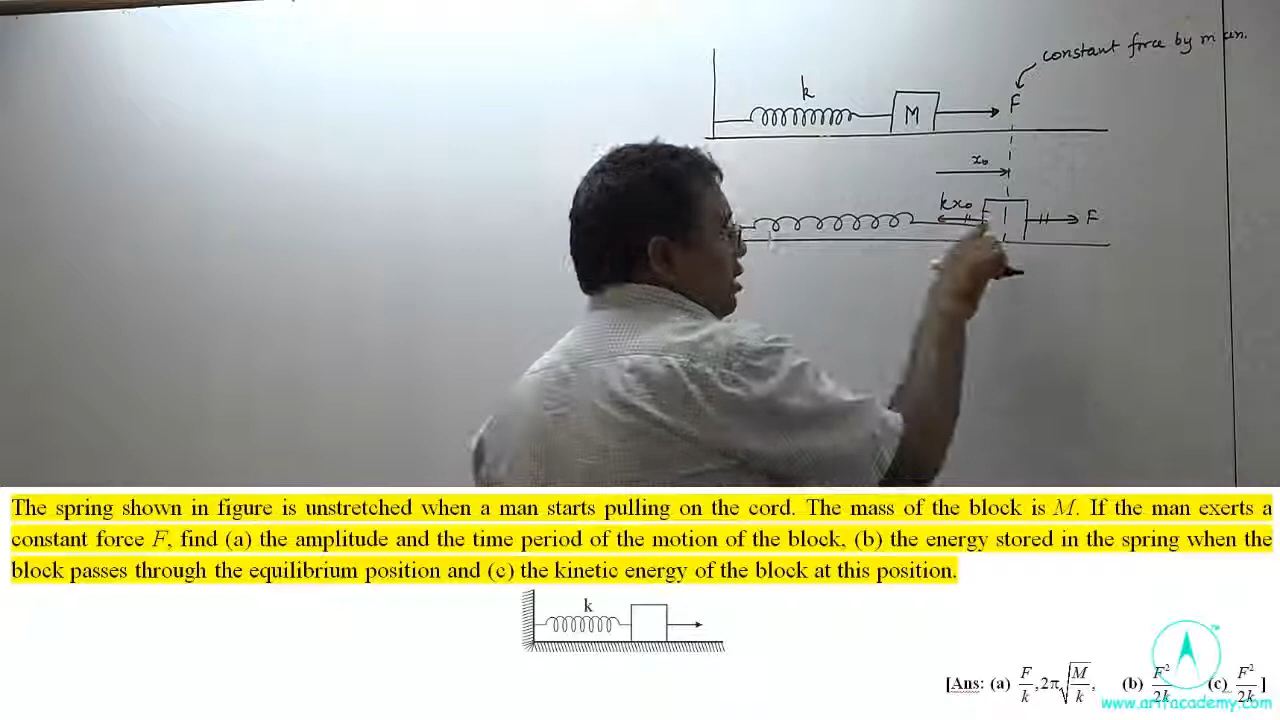 constant force by man.
k
F
M
x₀
kx₀
F
The spring shown in figure is unstretched when a man starts pulling on the cord. The mass of the block is M. If the man exerts a
constant force F, find (a) the amplitude and the time period of the motion of the block, (b) the energy stored in the spring when the
block passes through the equilibrium position and (c) the kinetic energy of the block at this position.
k
[Ans: (a) F/k, 2π√(M/k), (b) F²/2k (c) F²/2k ]
www.arifacademy.com